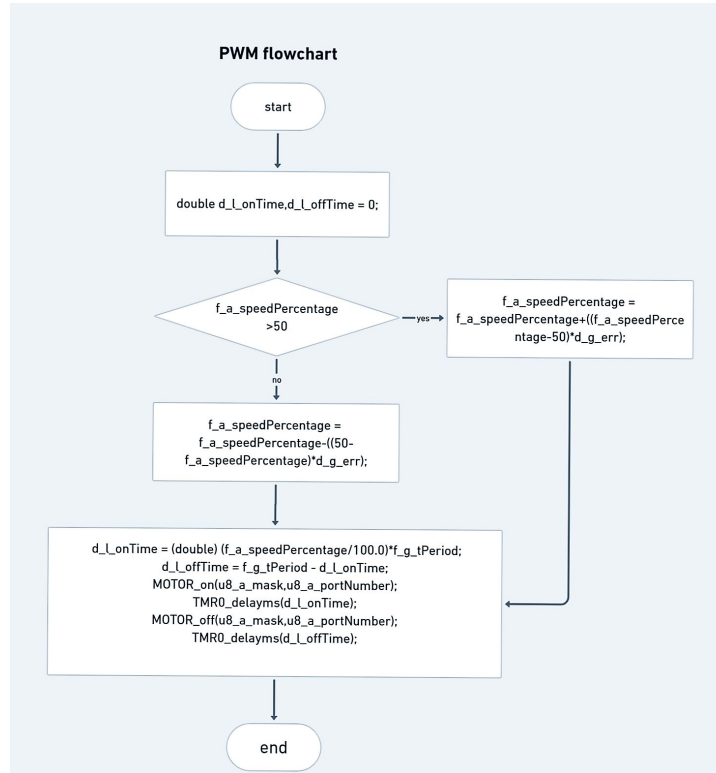 PWM flowchart
start
double d_l_onTime,d_l_offTime = 0;
f_a_speedPercentage
>50
yes
f_a_speedPercentage =
f_a_speedPercentage+((f_a_speedPerce
ntage-50)*d_g_err);
no
f_a_speedPercentage =
f_a_speedPercentage-((50-
f_a_speedPercentage)*d_g_err);
d_l_onTime = (double) (f_a_speedPercentage/100.0)*f_g_tPeriod;
d_l_offTime = f_g_tPeriod - d_l_onTime;
MOTOR_on(u8_a_mask,u8_a_portNumber);
TMR0_delayms(d_l_onTime);
MOTOR_off(u8_a_mask,u8_a_portNumber);
TMR0_delayms(d_l_offTime);
end